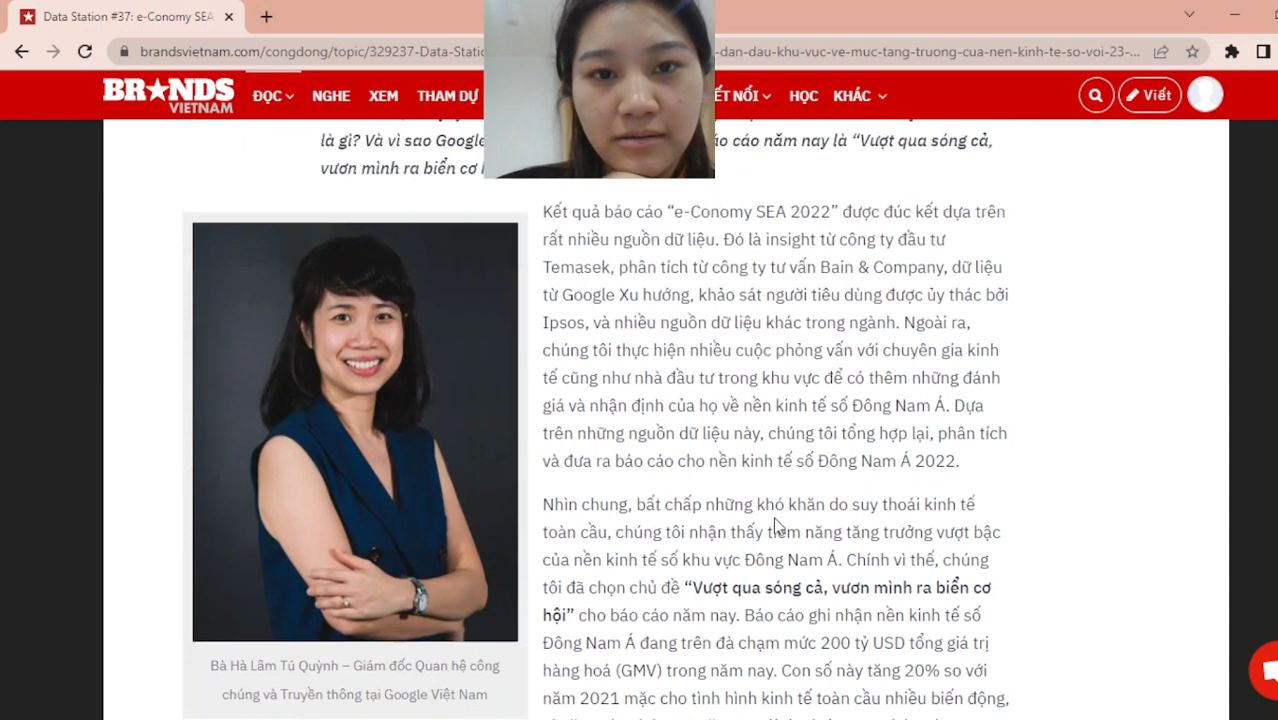 Data Station #37: e-Conomy SEA
brandsvietnam.com/congdong/topic/329237-Data-Stati
-dan-dau-khu-vuc-ve-muc-tang-truong-cua-nen-kinh-te-so-voi-23-...
BRANDS
VIETNAM
ĐỌC
NGHE
XEM
THAM DỰ
ẾT NỐI
HỌC
KHÁC
Viết
là gì? Và vì sao Google
áo cáo năm nay là “Vượt qua sóng cả,
vươn mình ra biển cơ
Kết quả báo cáo “e-Conomy SEA 2022” được đúc kết dựa trên
rất nhiều nguồn dữ liệu. Đó là insight từ công ty đầu tư
Temasek, phân tích từ công ty tư vấn Bain & Company, dữ liệu
từ Google Xu hướng, khảo sát người tiêu dùng được ủy thác bởi
Ipsos, và nhiều nguồn dữ liệu khác trong ngành. Ngoài ra,
chúng tôi thực hiện nhiều cuộc phỏng vấn với chuyên gia kinh
tế cũng như nhà đầu tư trong khu vực để có thêm những đánh
giá và nhận định của họ về nền kinh tế số Đông Nam Á. Dựa
trên những nguồn dữ liệu này, chúng tôi tổng hợp lại, phân tích
và đưa ra báo cáo cho nền kinh tế số Đông Nam Á 2022.
Nhìn chung, bất chấp những khó khăn do suy thoái kinh tế
toàn cầu, chúng tôi nhận thấy tiềm năng tăng trưởng vượt bậc
của nền kinh tế số khu vực Đông Nam Á. Chính vì thế, chúng
tôi đã chọn chủ đề “Vượt qua sóng cả, vươn mình ra biển cơ
hội” cho báo cáo năm nay. Báo cáo ghi nhận nền kinh tế số
Đông Nam Á đang trên đà chạm mức 200 tỷ USD tổng giá trị
hàng hoá (GMV) trong năm nay. Con số này tăng 20% so với
năm 2021 mặc cho tình hình kinh tế toàn cầu nhiều biến động,
Bà Hà Lâm Tú Quỳnh – Giám đốc Quan hệ công
chúng và Truyền thông tại Google Việt Nam